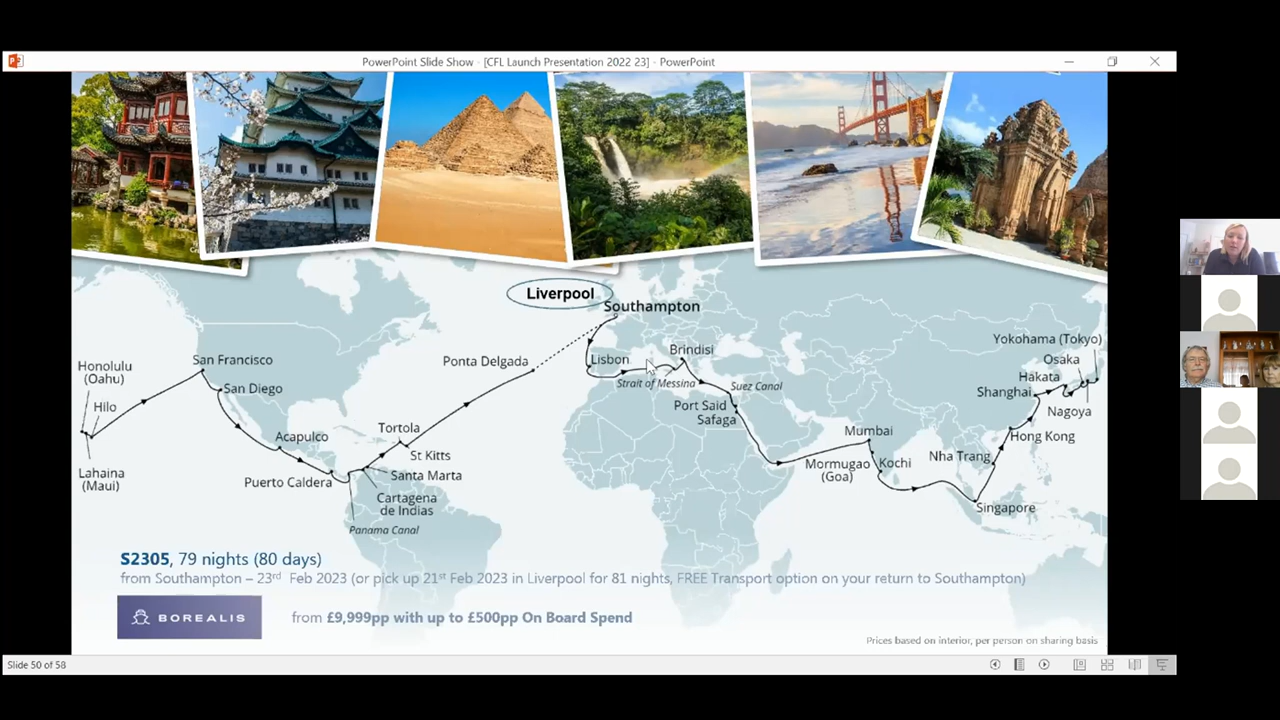 PowerPoint Slide Show - [CFL Launch Presentation 2022 23] - PowerPoint
Liverpool
Southampton
Yokohama (Tokyo)
Osaka
Hakata
Shanghai
Nagoya
Hong Kong
Nha Trang
Singapore
Mumbai
Mormugao
(Goa)
Kochi
Brindisi
Lisbon
Strait of Messina
Suez Canal
Port Said
Safaga
Ponta Delgada
San Francisco
San Diego
Honolulu
(Oahu)
Hilo
Lahaina
(Maui)
Acapulco
Puerto Caldera
Tortola
St Kitts
Santa Marta
Cartagena
de Indias
Panama Canal
S2305, 79 nights (80 days)
from Southampton – 23rd Feb 2023 (or pick up 21st Feb 2023 in Liverpool for 81 nights, FREE Transport option on your return to Southampton)
BOREALIS
from £9,999pp with up to £500pp On Board Spend
Prices based on interior, per person on sharing basis
Slide 50 of 58